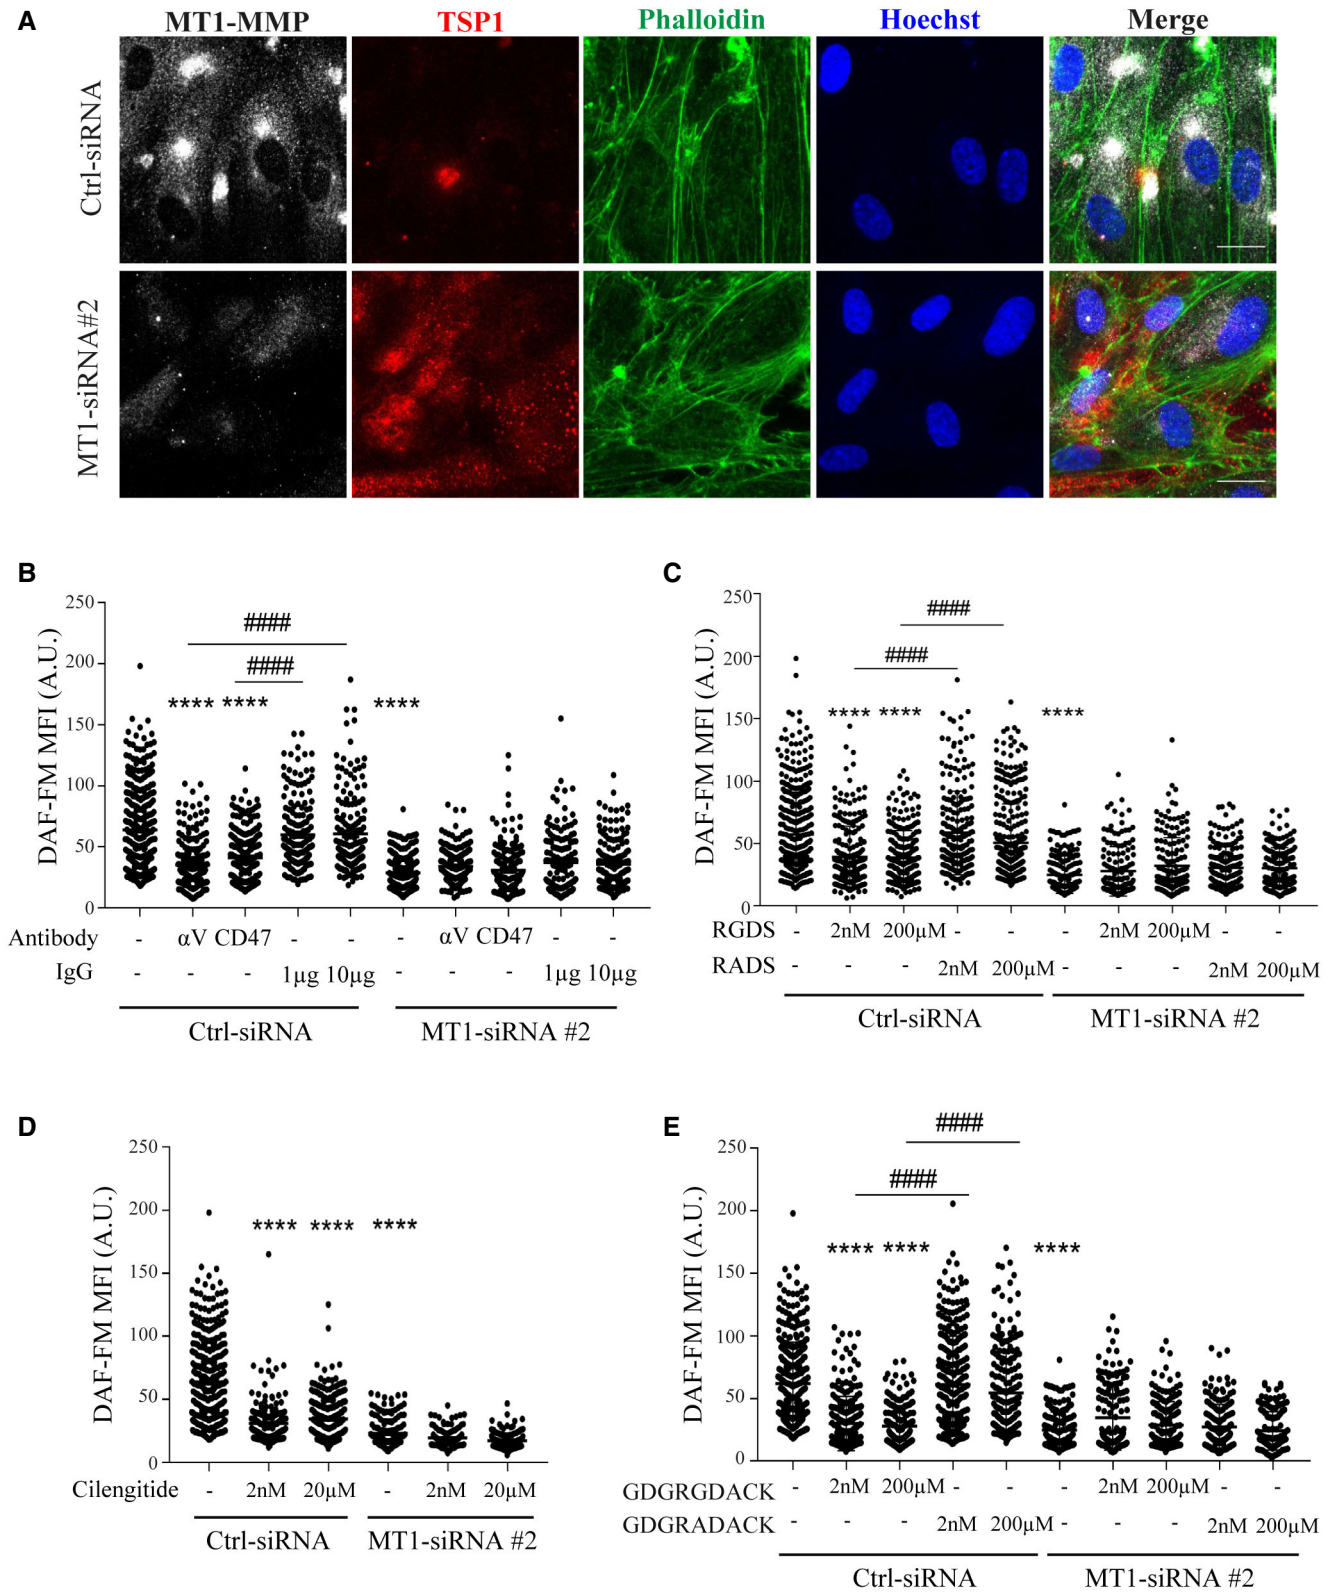 A
MT1-MMP TSP1 Phalloidin Hoechst Merge
Ctrl-siRNA
MT1-siRNA#2
B
DAF-FM MFI (A.U.)
250
200
150
100
50
0
####
####
**** **** ****
Antibody - αV CD47 - - - αV CD47 - -
IgG - - - 1µg 10µg - - - 1µg 10µg
Ctrl-siRNA MT1-siRNA #2
C
DAF-FM MFI (A.U.)
250
200
150
100
50
0
####
####
**** **** ****
RGDS - 2nM 200µM - - - 2nM 200µM - -
RADS - - - 2nM 200µM - - - 2nM 200µM
Ctrl-siRNA MT1-siRNA #2
D
DAF-FM MFI (A.U.)
250
200
150
100
50
0
**** **** ****
Cilengitide - 2nM 20µM - 2nM 20µM
Ctrl-siRNA MT1-siRNA #2
E
DAF-FM MFI (A.U.)
250
200
150
100
50
0
####
####
**** **** ****
GDGRGDACK - 2nM 200µM - - - 2nM 200µM - -
GDGRADACK - - - 2nM 200µM - - - 2nM 200µM
Ctrl-siRNA MT1-siRNA #2